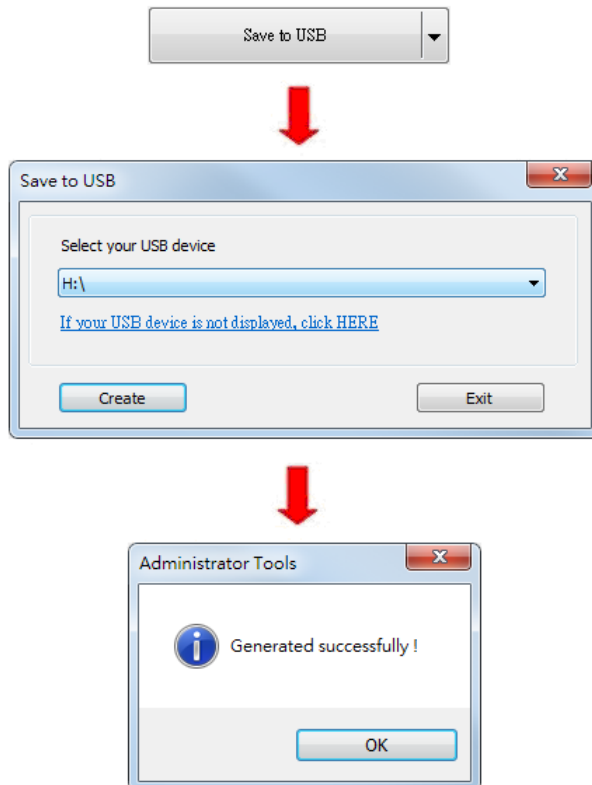 Save to USB
Save to USB
Select your USB device
H:\
If your USB device is not displayed, click HERE
Create
Exit
Administrator Tools
Generated successfully !
OK